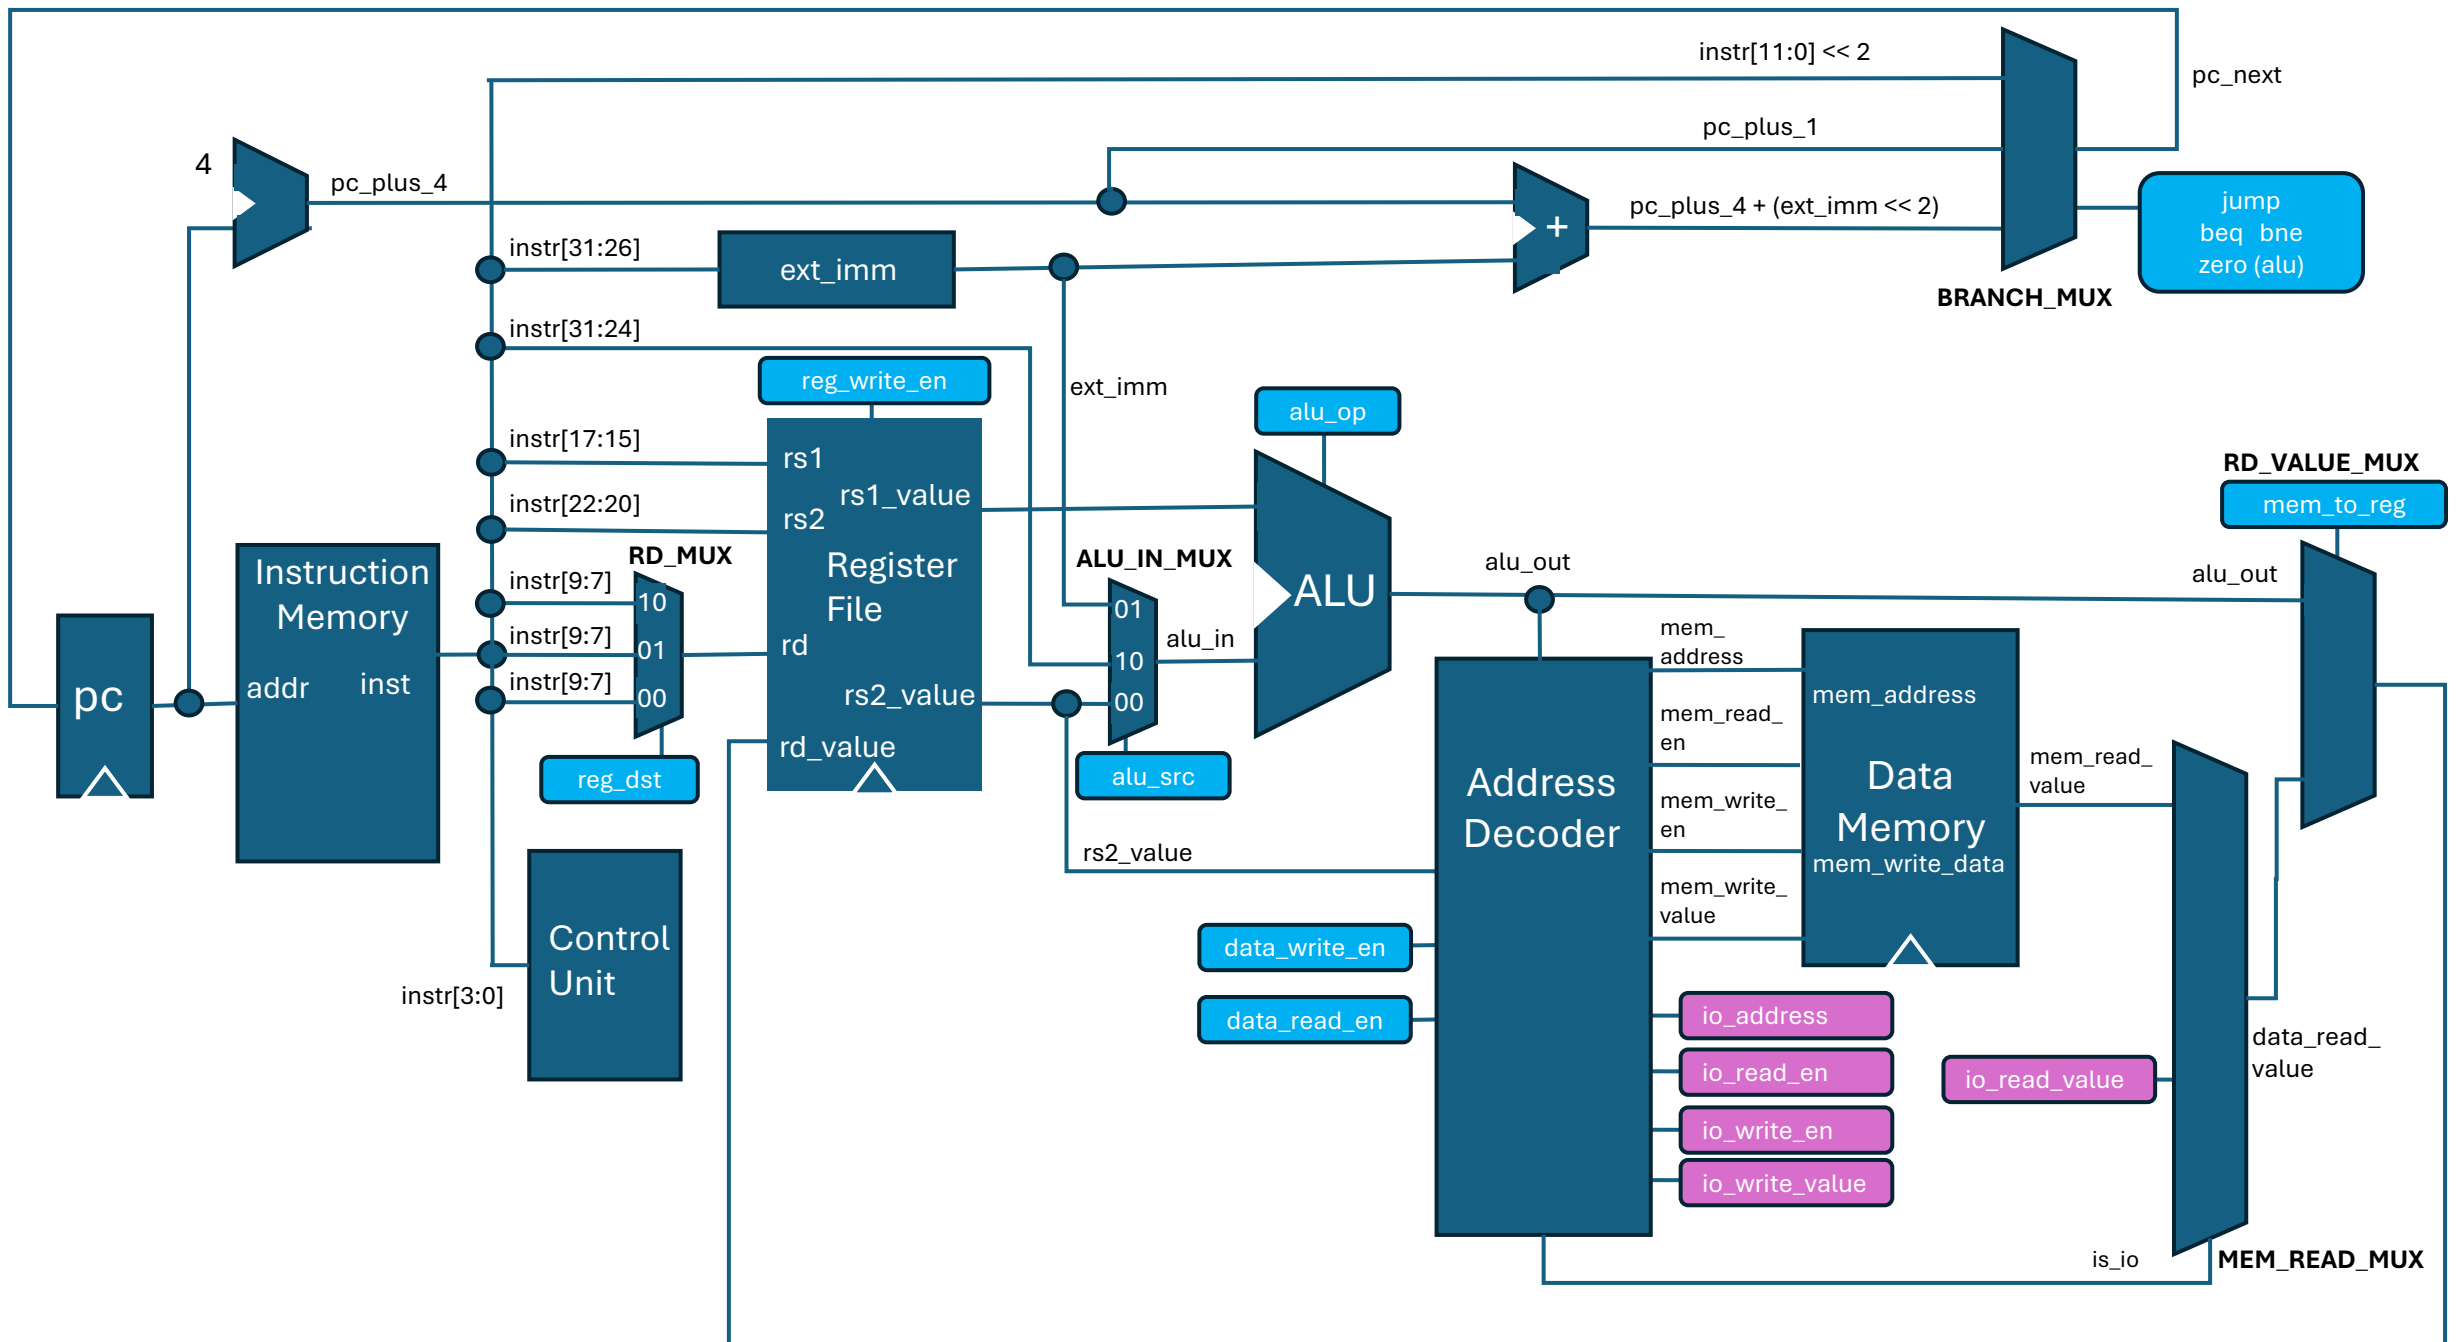 instr[11:0] << 2
pc_next
pc_plus_1
4
pc_plus_4
pc_plus_4 + (ext_imm << 2)
+
jump
beq bne
zero (alu)
BRANCH_MUX
instr[31:26]
ext_imm
instr[31:24]
reg_write_en
ext_imm
alu_op
instr[17:15]
rs1
rs1_value
instr[22:20]
rs2
RD_VALUE_MUX
mem_to_reg
RD_MUX
Register
File
ALU_IN_MUX
ALU
alu_out
alu_out
Instruction
Memory
instr[9:7]
10
01
instr[9:7]
01
rd
alu_in
10
mem_
address
instr[9:7]
00
rs2_value
00
pc
addr
inst
mem_address
mem_read_
en
rd_value
reg_dst
alu_src
Address
Decoder
Data
Memory
mem_read_
value
mem_write_
en
mem_write_data
rs2_value
mem_write_
value
Control
Unit
instr[3:0]
data_write_en
data_read_en
io_address
io_read_en
io_write_en
io_write_value
io_read_value
data_read_
value
is_io
MEM_READ_MUX